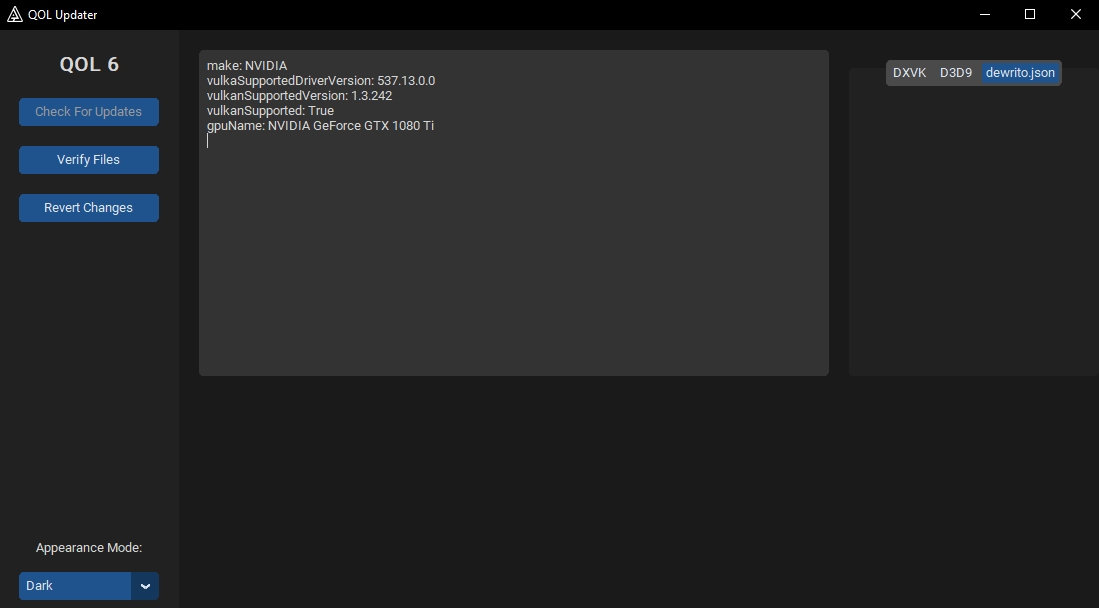 QOL Updater
QOL 6
Check For Updates
Verify Files
Revert Changes
make: NVIDIA
vulkaSupportedDriverVersion: 537.13.0.0
vulkanSupportedVersion: 1.3.242
vulkanSupported: True
gpuName: NVIDIA GeForce GTX 1080 Ti
DXVK D3D9 dewrito.json
Appearance Mode:
Dark